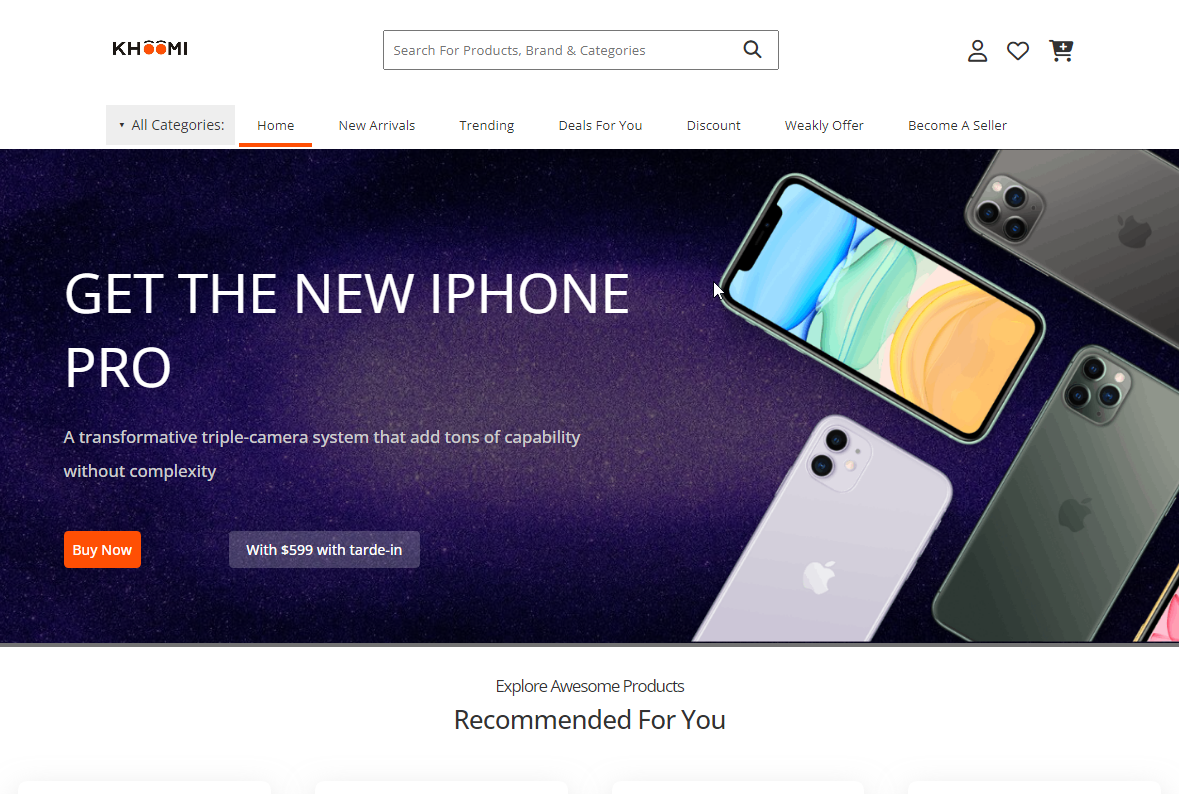 KHôôMI
Search For Products, Brand & Categories
▾ All Categories:
Home
New Arrivals
Trending
Deals For You
Discount
Weakly Offer
Become A Seller
GET THE NEW IPHONE
PRO
A transformative triple-camera system that add tons of capability
without complexity
Buy Now
With $599 with tarde-in
Explore Awesome Products
Recommended For You